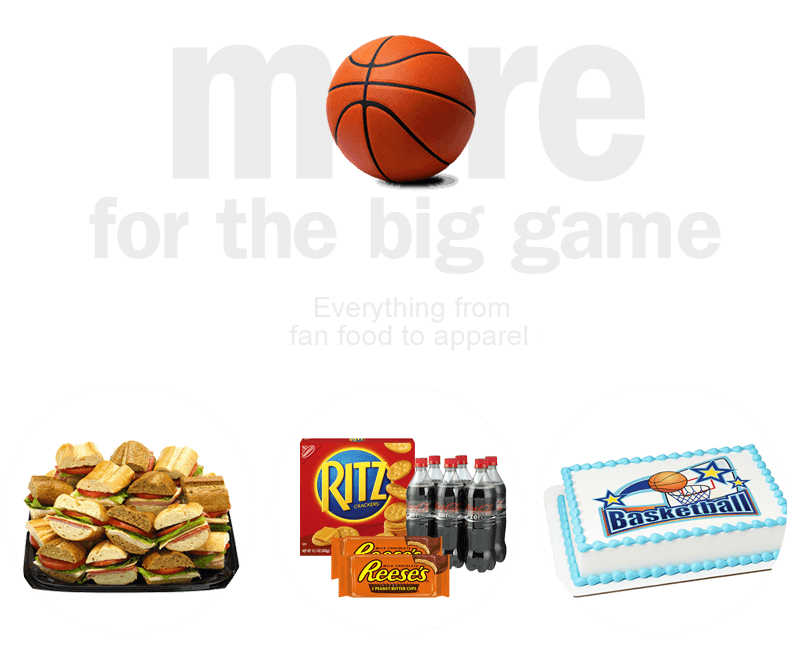 more
for the big game
Everything from
fan food to apparel ›
RITZ
CRACKERS
Reese's
2 PEANUT BUTTER CUPS
Basketball